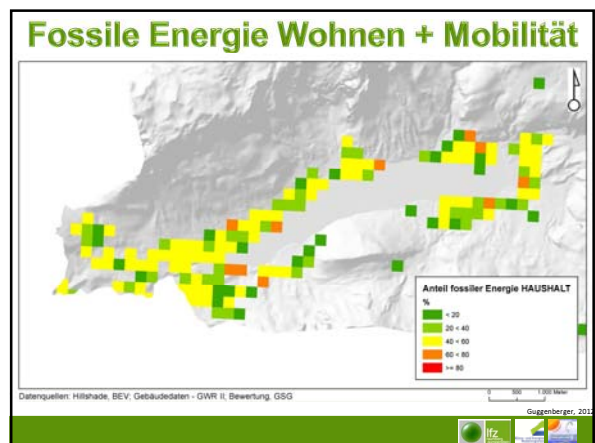 Fossile Energie Wohnen + Mobilität
Anteil fossiler Energie HAUSHALT
%
< 20
20 < 40
40 < 60
60 < 80
>= 80
Datenquellen: Hillshade, BEV; Gebäudedaten - GWR II; Bewertung, GSG
0 500 1.000 Meter
Guggenberger, 2012
lfz